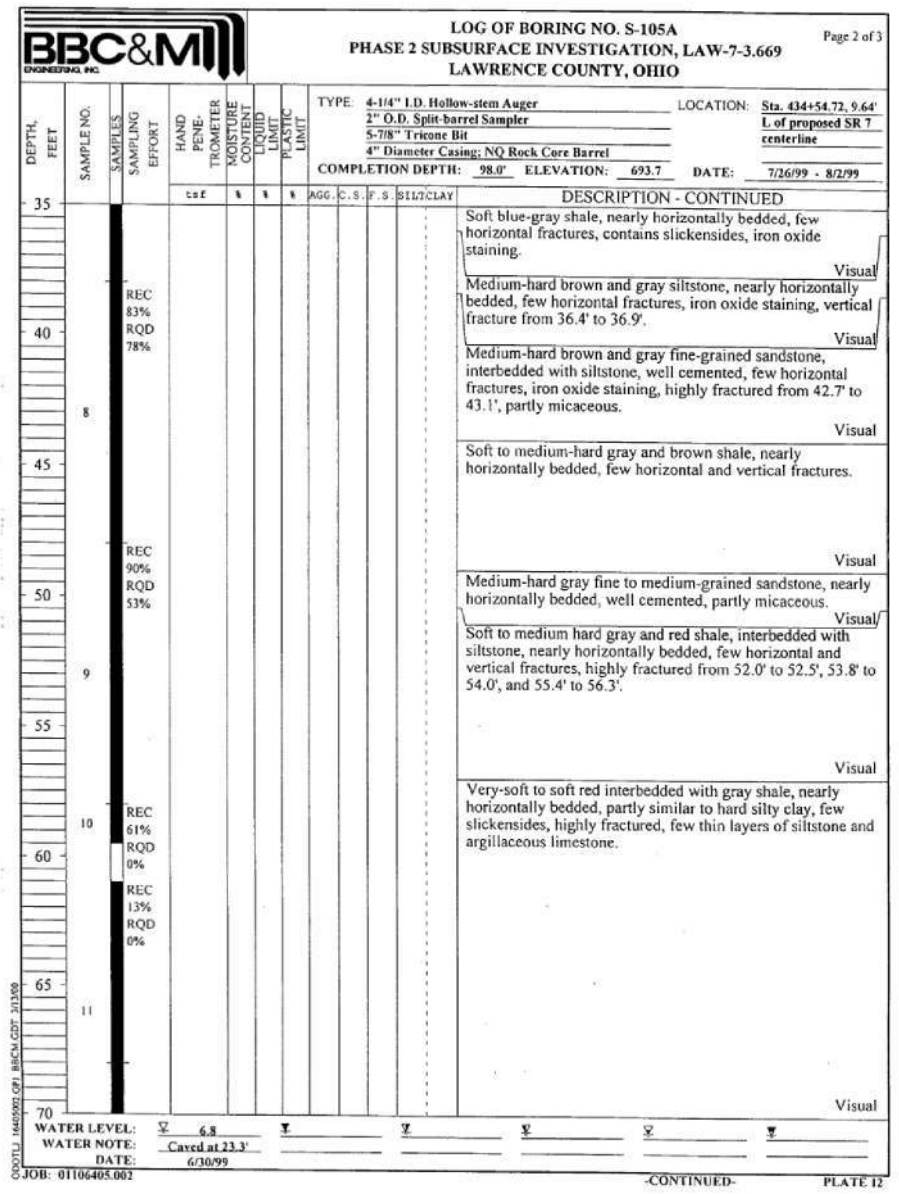 BBC&M
ENGINEERING, INC.
LOG OF BORING NO. S-105A
PHASE 2 SUBSURFACE INVESTIGATION, LAW-7-3.669
LAWRENCE COUNTY, OHIO
Page 2 of 3
DEPTH, FEET
SAMPLE NO.
SAMPLES
SAMPLING EFFORT
HAND PENE-TROMETER
MOISTURE CONTENT
LIQUID LIMIT
PLASTIC LIMIT
TYPE: 4-1/4" I.D. Hollow-stem Auger
2" O.D. Split-barrel Sampler
5-7/8" Tricone Bit
4" Diameter Casing; NQ Rock Core Barrel
LOCATION: Sta. 434+54.72, 9.64'
L of proposed SR 7
centerline
COMPLETION DEPTH: 98.0' ELEVATION: 693.7 DATE: 7/26/99 - 8/2/99
tsf % % % AGG. C.S. F.S. SILT CLAY DESCRIPTION - CONTINUED
35
Soft blue-gray shale, nearly horizontally bedded, few
horizontal fractures, contains slickensides, iron oxide
staining.
Visual
REC
83%
RQD
78%
Medium-hard brown and gray siltstone, nearly horizontally
bedded, few horizontal fractures, iron oxide staining, vertical
fracture from 36.4' to 36.9'.
Visual
40
Medium-hard brown and gray fine-grained sandstone,
interbedded with siltstone, well cemented, few horizontal
fractures, iron oxide staining, highly fractured from 42.7' to
43.1', partly micaceous.
Visual
8
45
Soft to medium-hard gray and brown shale, nearly
horizontally bedded, few horizontal and vertical fractures.
Visual
REC
90%
RQD
53%
50
Medium-hard gray fine to medium-grained sandstone, nearly
horizontally bedded, well cemented, partly micaceous.
Visual
Soft to medium hard gray and red shale, interbedded with
siltstone, nearly horizontally bedded, few horizontal and
vertical fractures, highly fractured from 52.0' to 52.5', 53.8' to
54.0', and 55.4' to 56.3'.
Visual
9
55
Very-soft to soft red interbedded with gray shale, nearly
horizontally bedded, partly similar to hard silty clay, few
slickensides, highly fractured, few thin layers of siltstone and
argillaceous limestone.
10
REC
61%
RQD
0%
60
REC
13%
RQD
0%
65
11
70
Visual
WATER LEVEL: 6.8
WATER NOTE: Caved at 23.3'
DATE: 6/30/99
JOB: 01106405.002
-CONTINUED-
PLATE 12
ODOTLJ 16405002.GPJ BBCM.GDT 3/13/00